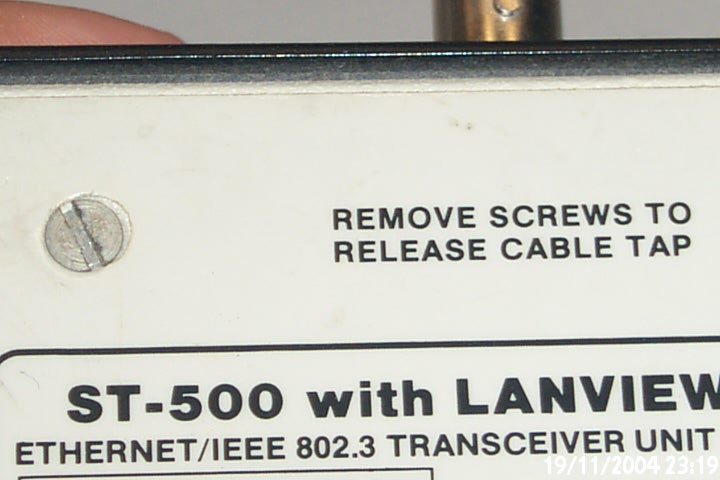 REMOVE SCREWS TO
RELEASE CABLE TAP
ST-500 with LANVIEW
ETHERNET/IEEE 802.3 TRANSCEIVER UNIT
19/11/2004 23:19